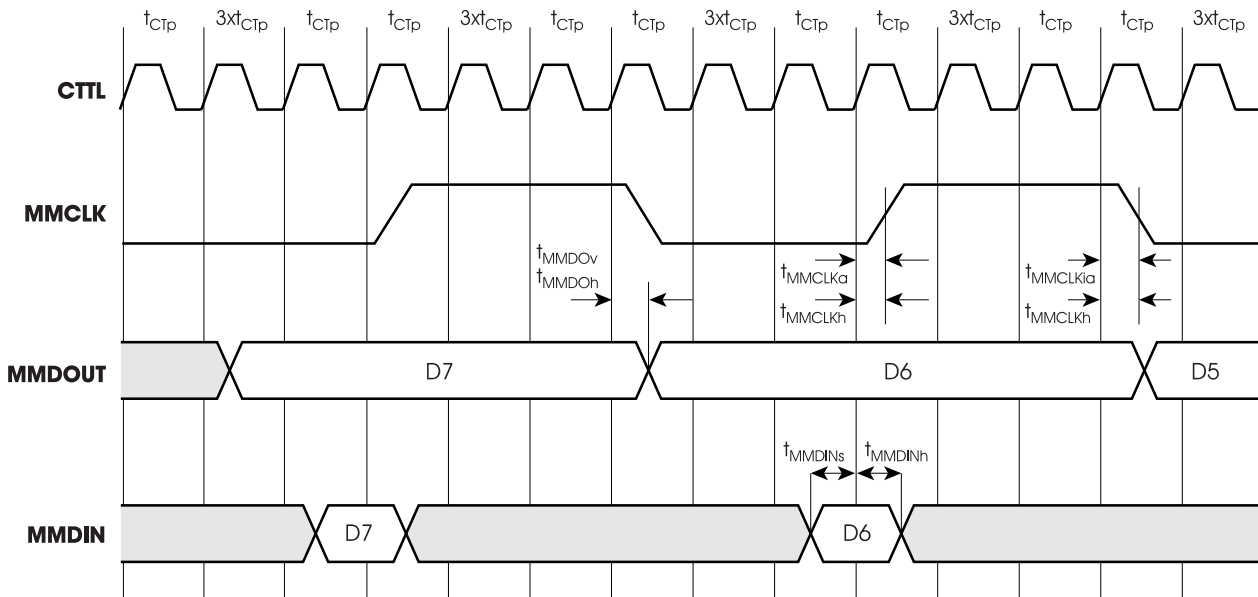 tCTp 3xtCTp tCTp tCTp 3xtCTp tCTp tCTp 3xtCTp tCTp tCTp 3xtCTp tCTp tCTp 3xtCTp
CTTL
MMCLK
tMMDOv
tMMDOh
tMMCLKa
tMMCLKia
tMMCLKh
tMMCLKh
MMDOUT D7 D6 D5
tMMDINs tMMDINh
MMDIN D7 D6